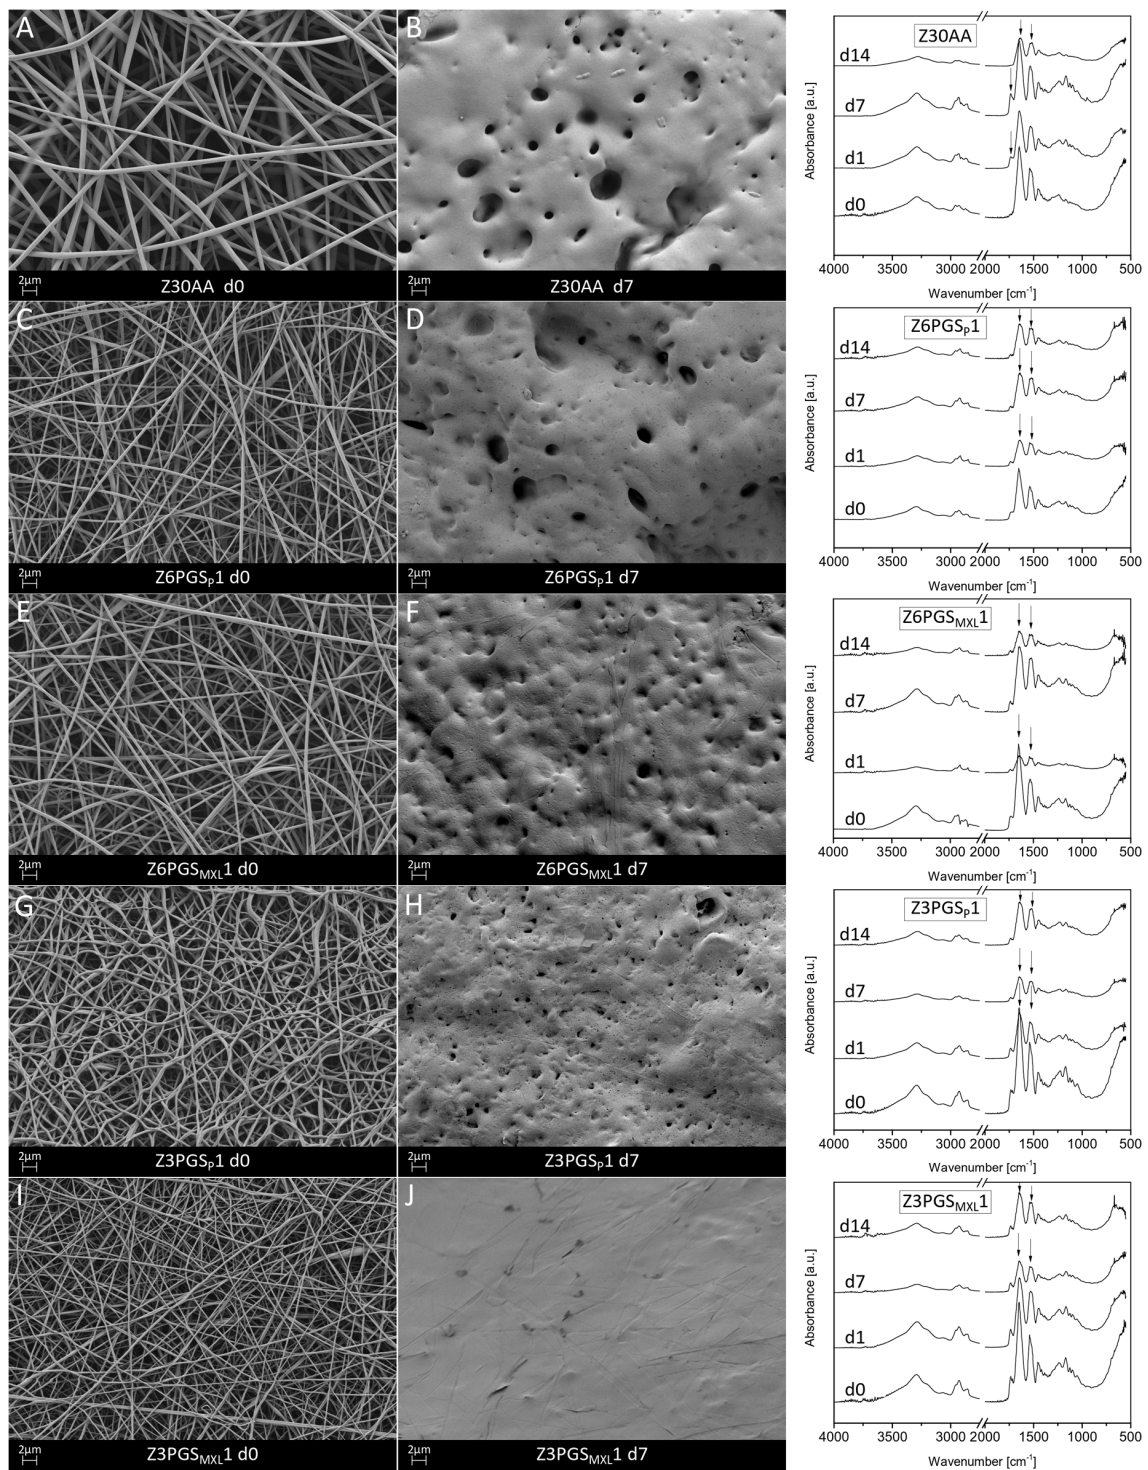 A
2μm
Z30AA d0
B
2μm
Z30AA d7
Absorbance [a.u.]
Z30AA
d14
d7
d1
d0
4000 3500 3000 2000 1500 1000 500
Wavenumber [cm⁻¹]
C
2μm
Z6PGSP1 d0
D
2μm
Z6PGSP1 d7
Absorbance [a.u.]
Z6PGSP1
d14
d7
d1
d0
4000 3500 3000 2000 1500 1000 500
Wavenumber [cm⁻¹]
E
2μm
Z6PGSMXL1 d0
F
2μm
Z6PGSMXL1 d7
Absorbance [a.u.]
Z6PGSMXL1
d14
d7
d1
d0
4000 3500 3000 1500 1000 500
Wavenumber [cm⁻¹]
G
2μm
Z3PGSP1 d0
H
2μm
Z3PGSP1 d7
Absorbance [a.u.]
Z3PGSP1
d14
d7
d1
d0
4000 3500 3000 1500 1000 500
Wavenumber [cm⁻¹]
I
2μm
Z3PGSMXL1 d0
J
2μm
Z3PGSMXL1 d7
Absorbance [a.u.]
Z3PGSMXL1
d14
d7
d1
d0
4000 3500 3000 1500 1000 500
Wavenumber [cm⁻¹]